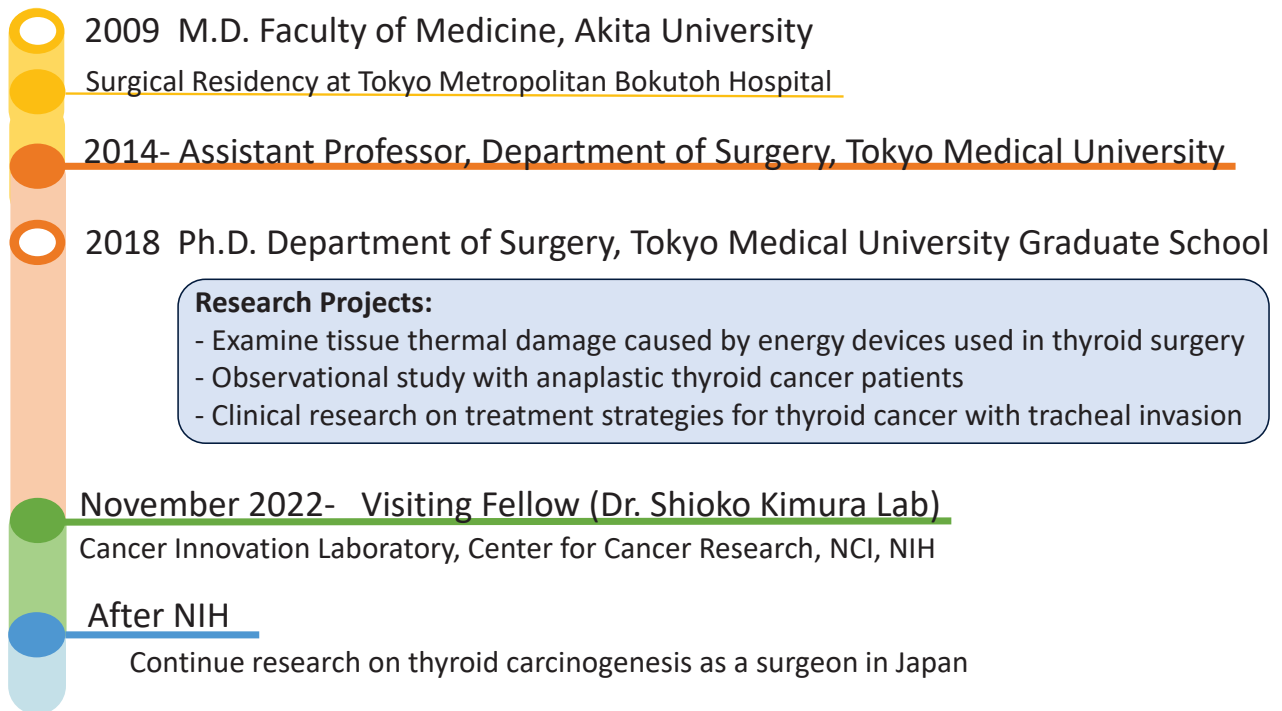 2009 M.D. Faculty of Medicine, Akita University
Surgical Residency at Tokyo Metropolitan Bokutoh Hospital
2014- Assistant Professor, Department of Surgery, Tokyo Medical University
2018 Ph.D. Department of Surgery, Tokyo Medical University Graduate School
Research Projects:
- Examine tissue thermal damage caused by energy devices used in thyroid surgery
- Observational study with anaplastic thyroid cancer patients
- Clinical research on treatment strategies for thyroid cancer with tracheal invasion
November 2022- Visiting Fellow (Dr. Shioko Kimura Lab)
Cancer Innovation Laboratory, Center for Cancer Research, NCI, NIH
After NIH
Continue research on thyroid carcinogenesis as a surgeon in Japan